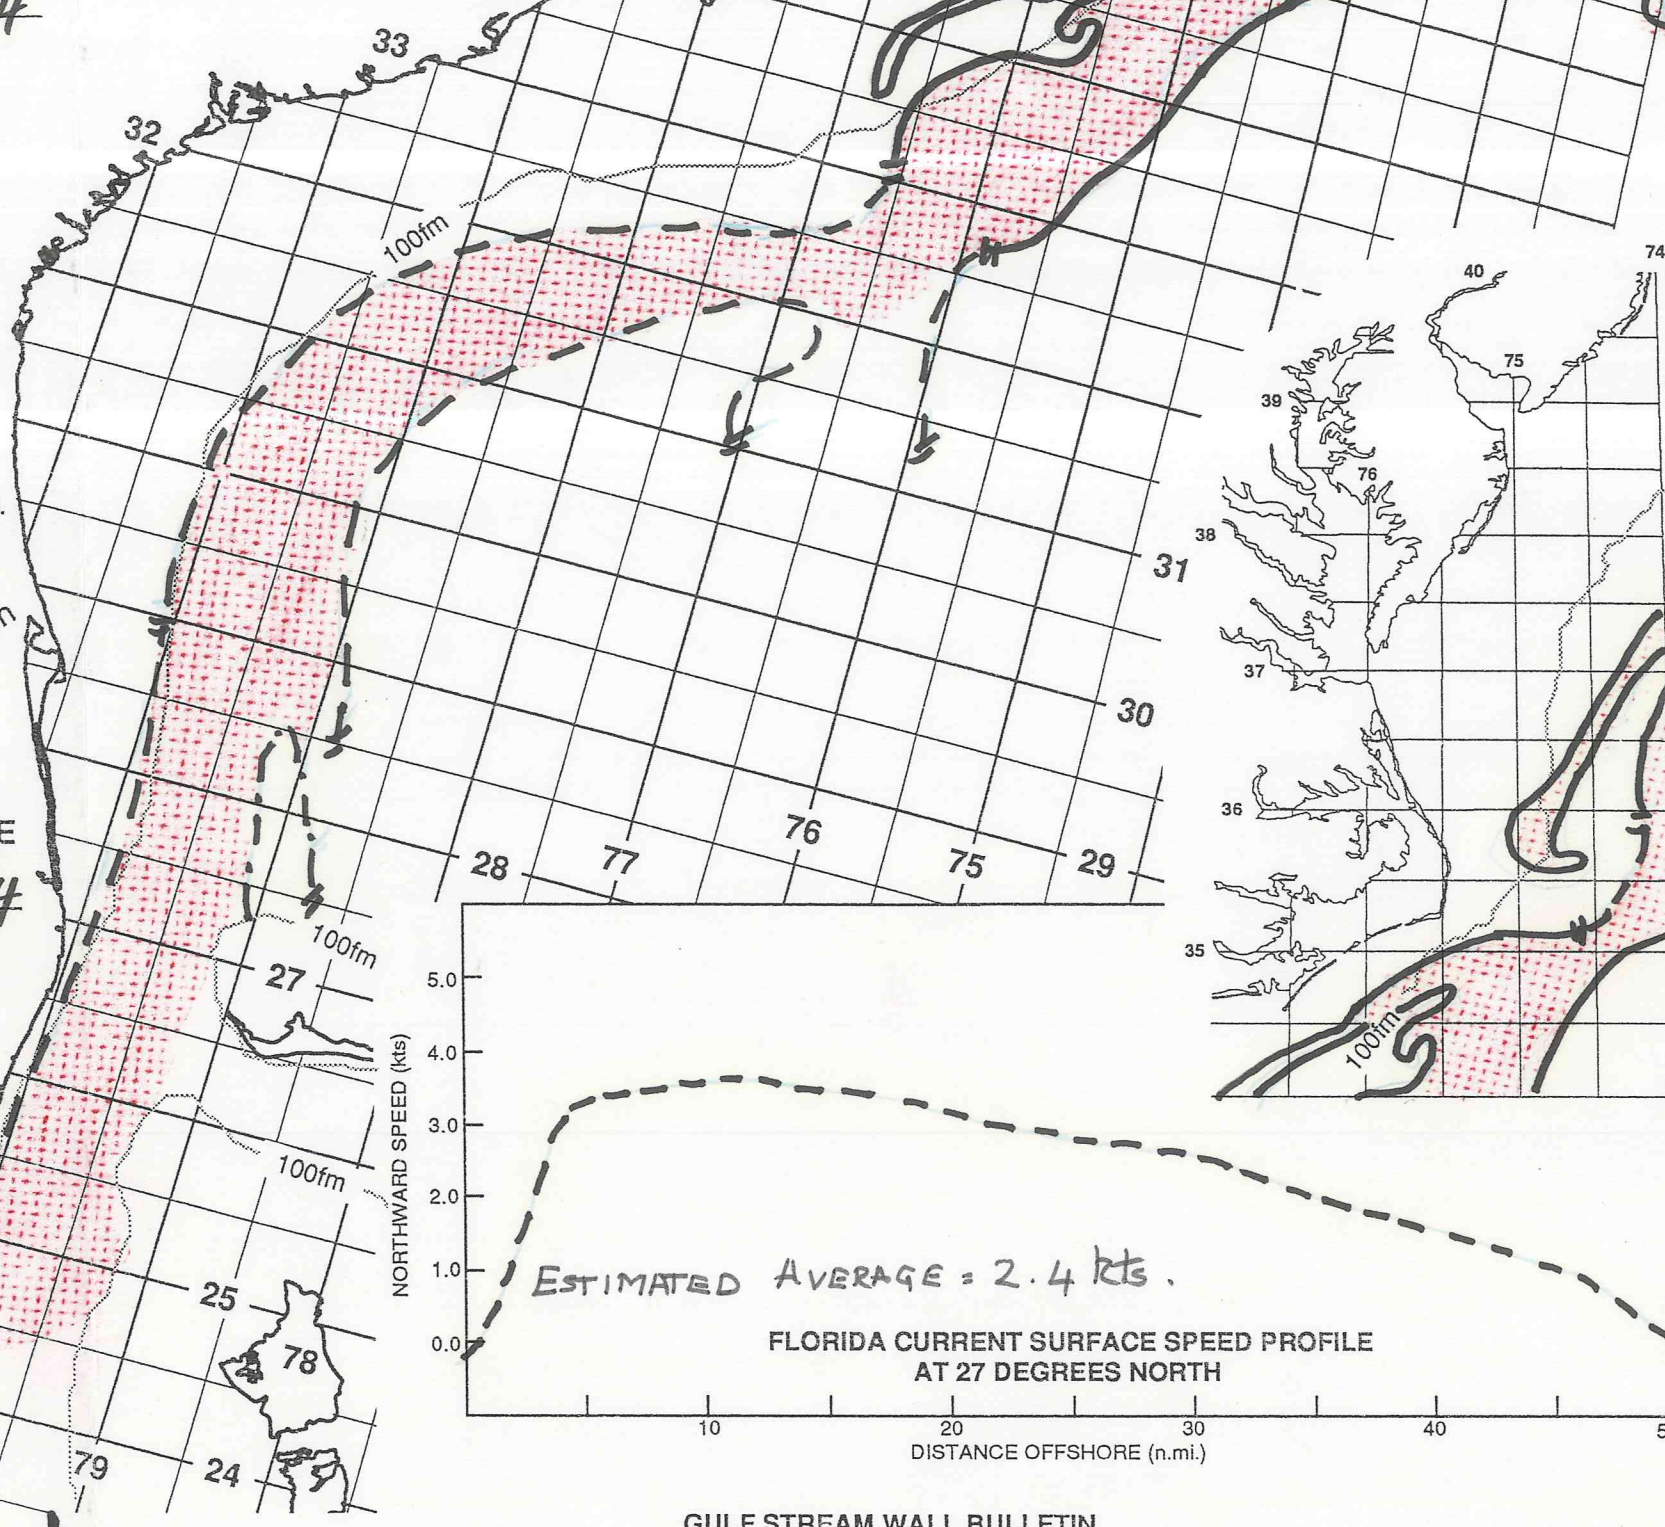 33
32
100fm
74
40
75
39
76
38
31
37
30
36
76
77
75
29
28
35
100fm
27
100fm
100fm
25
78
79
24
NORTHWARD SPEED (kts)
5.0
4.0
3.0
2.0
1.0
0.0
ESTIMATED AVERAGE = 2.4 kts.
FLORIDA CURRENT SURFACE SPEED PROFILE
AT 27 DEGREES NORTH
10 20 30 40
DISTANCE OFFSHORE (n.mi.)
GULF STREAM WALL BULLETIN